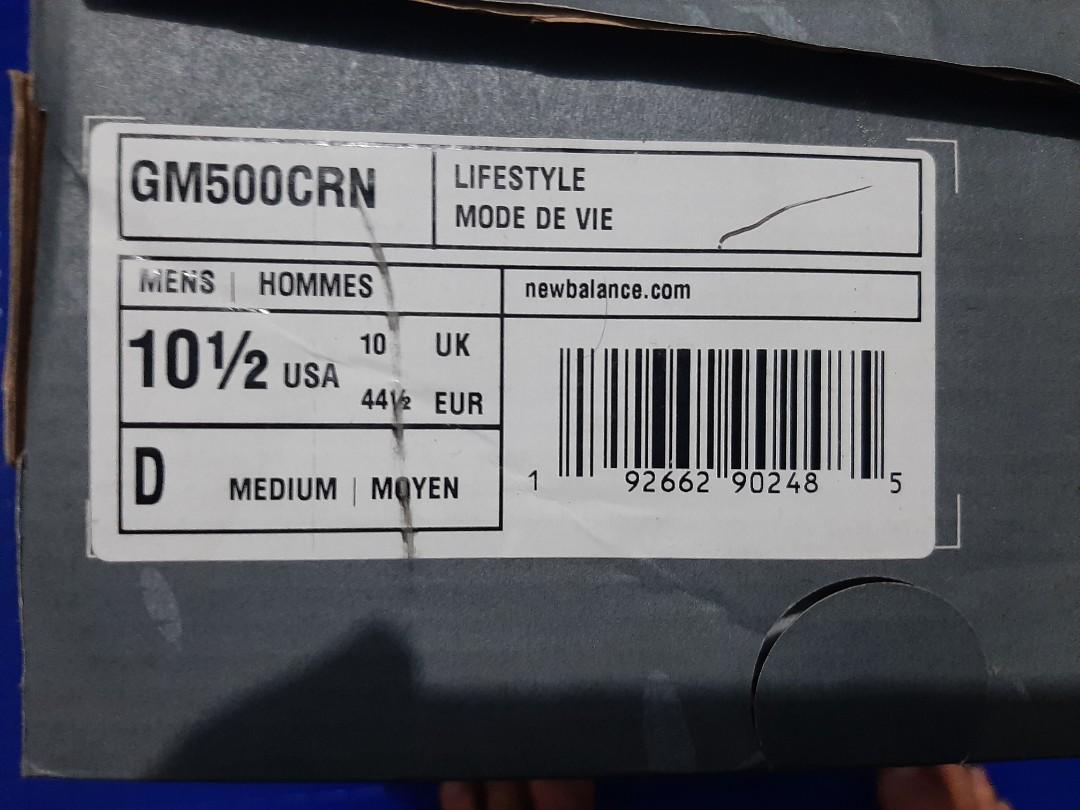 GM500CRN
LIFESTYLE
MODE DE VIE
MENS | HOMMES
newbalance.com
10½ USA
10 UK
44½ EUR
D MEDIUM | MOYEN
1 92662 90248 5